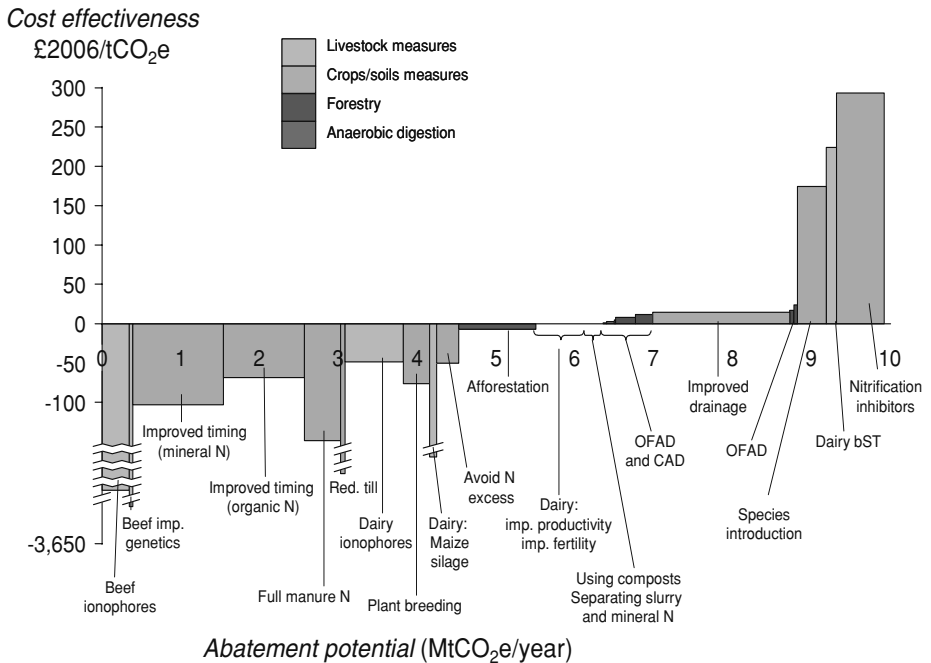 Cost effectiveness
£2006/tCO₂e
Livestock measures
Crops/soils measures
Forestry
Anaerobic digestion
300
250
200
150
100
50
0
-50
-100
-3,650
0 1 2 3 4 5 6 7 8 9 10
Beef
ionophores
Beef imp.
genetics
Improved timing
(mineral N)
Improved timing
(organic N)
Full manure N
Red. till
Dairy
ionophores
Plant breeding
Dairy:
Maize
silage
Avoid N
excess
Afforestation
Dairy:
imp. productivity
imp. fertility
Using composts
Separating slurry
and mineral N
OFAD
and CAD
Improved
drainage
OFAD
Species
introduction
Dairy bST
Nitrification
inhibitors
Abatement potential (MtCO₂e/year)